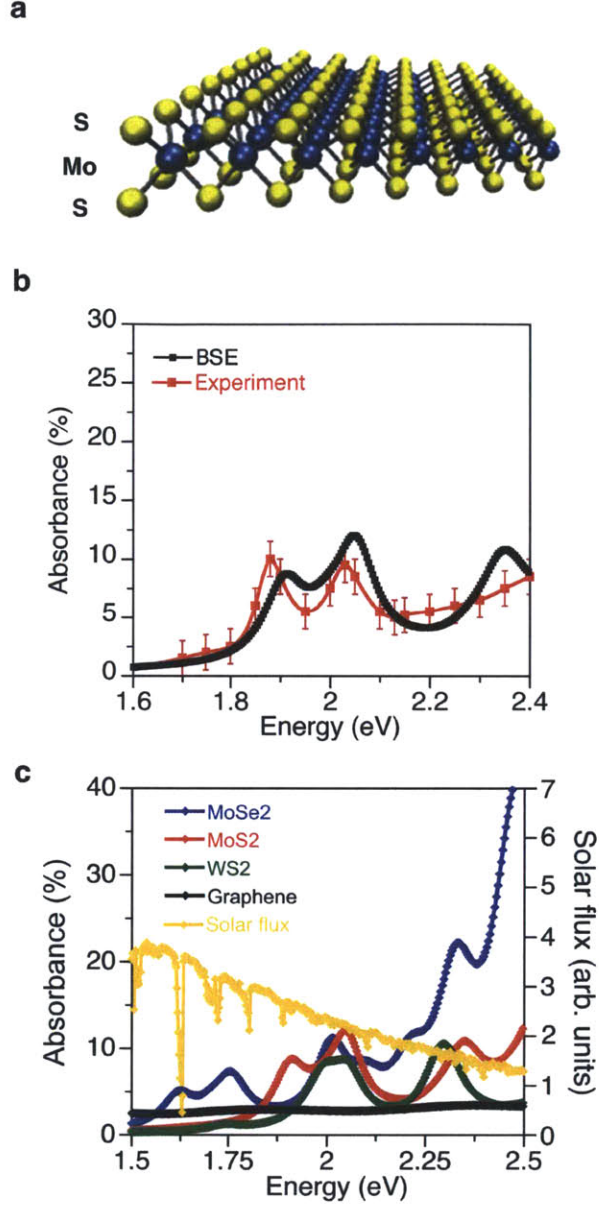 a
S
Mo
S
b
30
25
20
15
10
5
0
Absorbance (%)
BSE
Experiment
1.6 1.8 2 2.2 2.4
Energy (eV)
c
40
30
20
10
0
Absorbance (%)
MoSe2
MoS2
WS2
Graphene
Solar flux
7
6
5
4
3
2
1
0
Solar flux (arb. units)
1.5 1.75 2 2.25 2.5
Energy (eV)